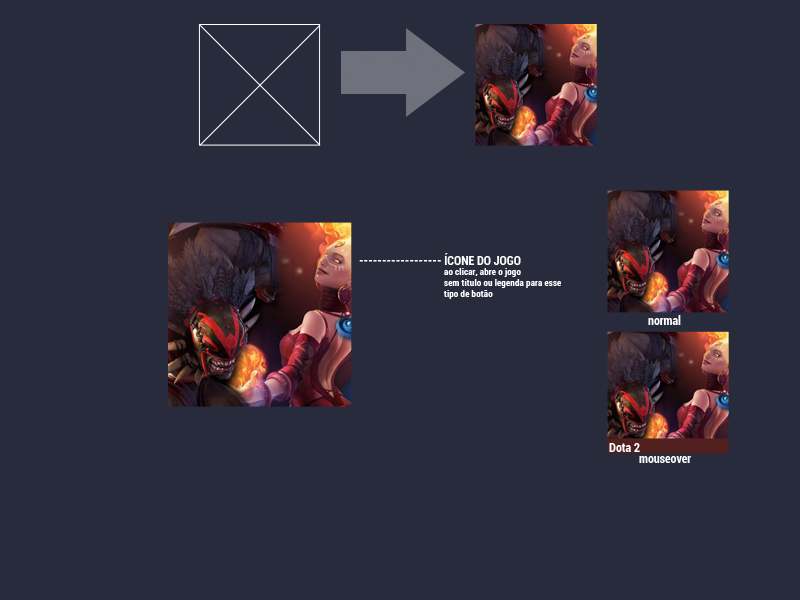 ÍCONE DO JOGO
ao clicar, abre o jogo
sem título ou legenda para esse
tipo de botão
normal
Dota 2
mouseover